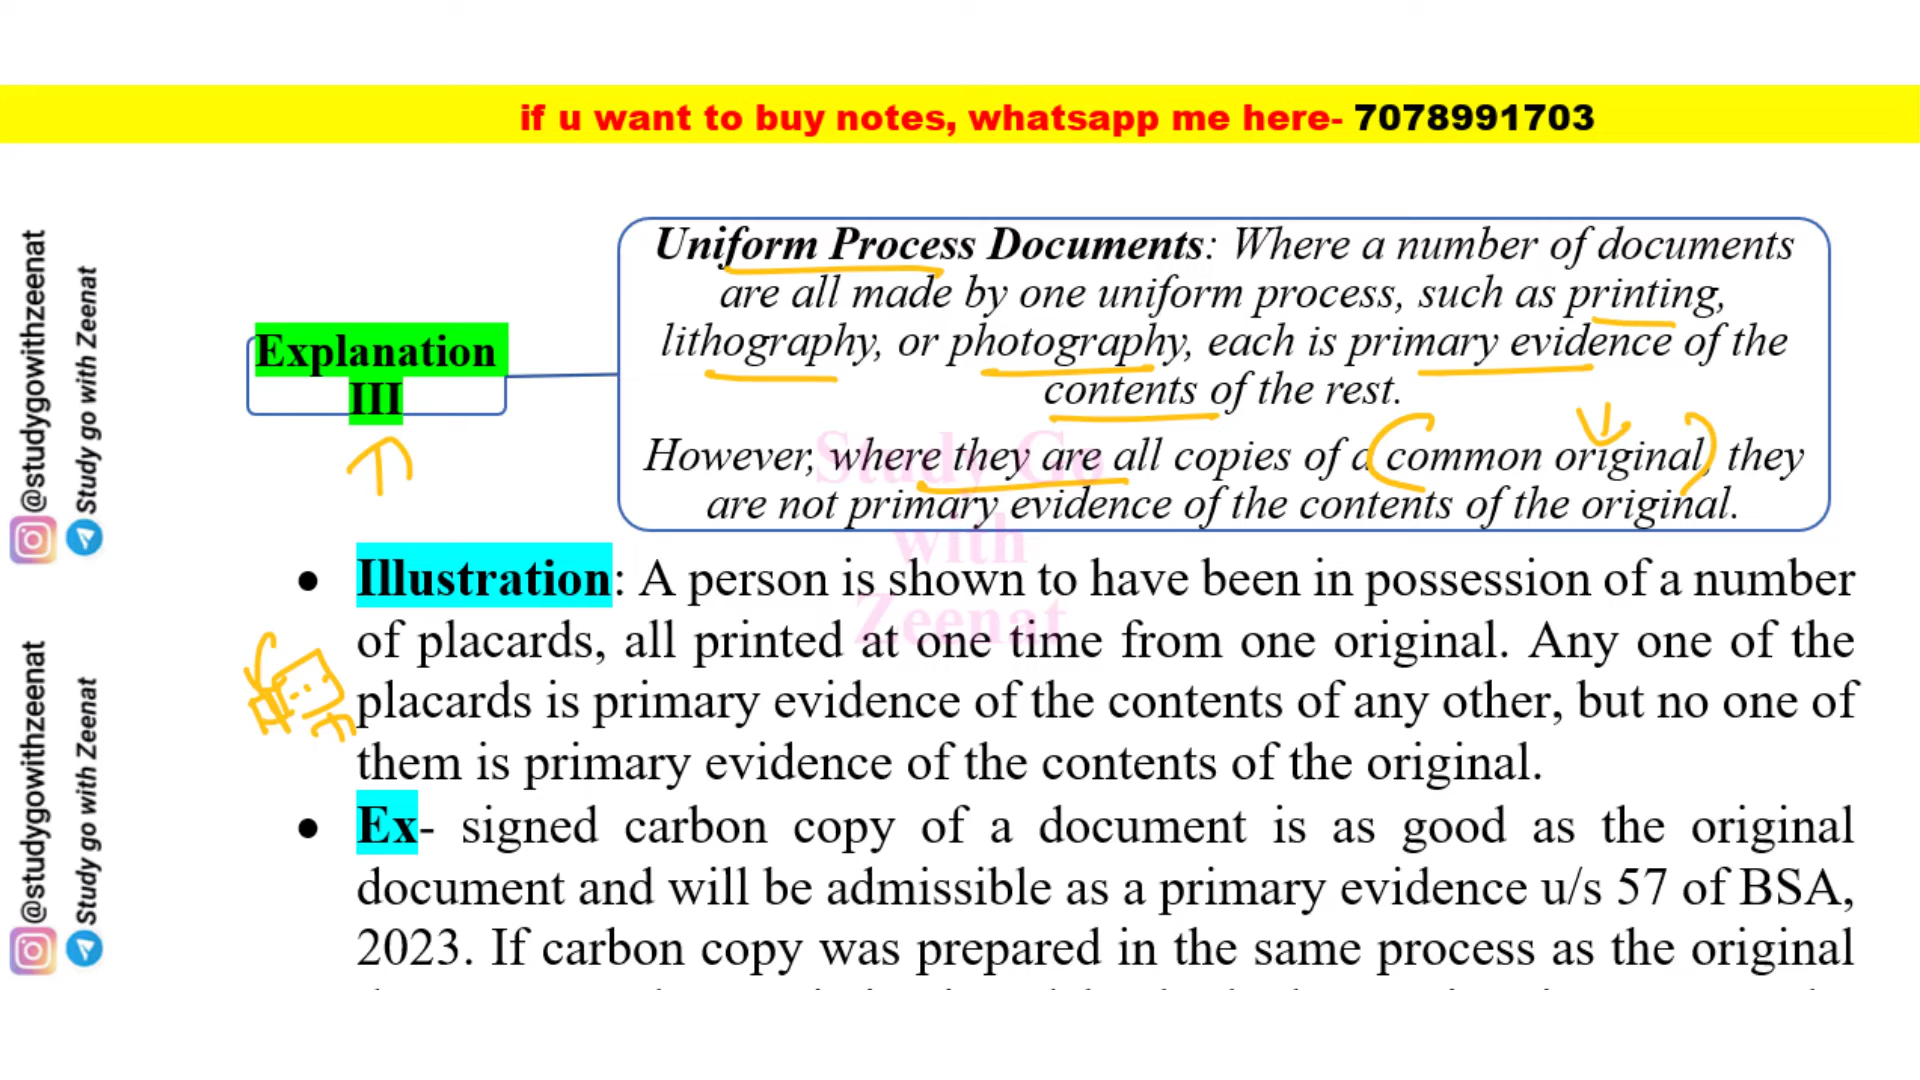 if u want to buy notes, whatsapp me here- 7078991703
@studygowithzeenat
Study go with Zeenat
Explanation
III
Uniform Process Documents: Where a number of documents
are all made by one uniform process, such as printing,
lithography, or photography, each is primary evidence of the
contents of the rest.
However, where they are all copies of a common original, they
are not primary evidence of the contents of the original.
Study Go
with
Zeenat
• Illustration: A person is shown to have been in possession of a number
of placards, all printed at one time from one original. Any one of the
placards is primary evidence of the contents of any other, but no one of
them is primary evidence of the contents of the original.
@studygowithzeenat
Study go with Zeenat
• Ex- signed carbon copy of a document is as good as the original
document and will be admissible as a primary evidence u/s 57 of BSA,
2023. If carbon copy was prepared in the same process as the original